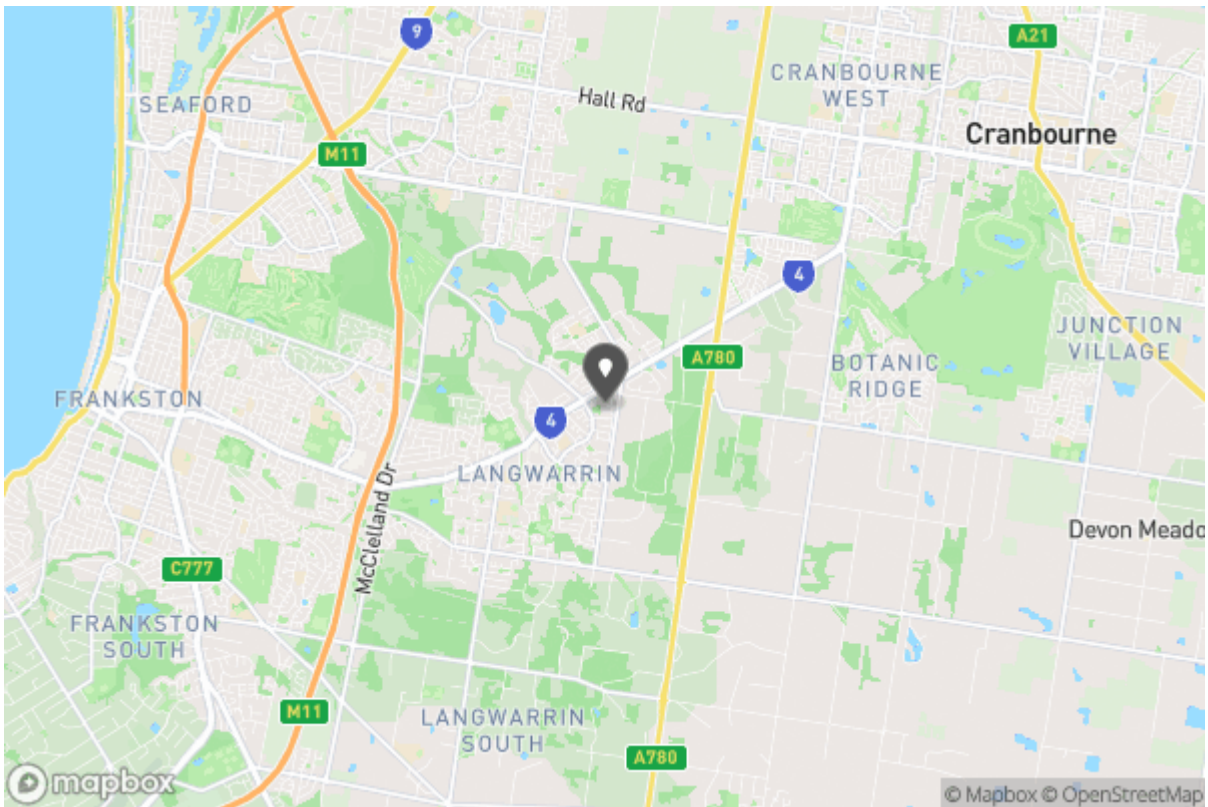 9
A21
CRANBOURNE
WEST
SEAFORD
Hall Rd
Cranbourne
M11
4
JUNCTION
VILLAGE
A780
BOTANIC
RIDGE
FRANKSTON
4
LANGWARRIN
McClelland Dr
Devon Meado
C777
FRANKSTON
SOUTH
M11
LANGWARRIN
SOUTH
A780
mapbox
© Mapbox © OpenStreetMap